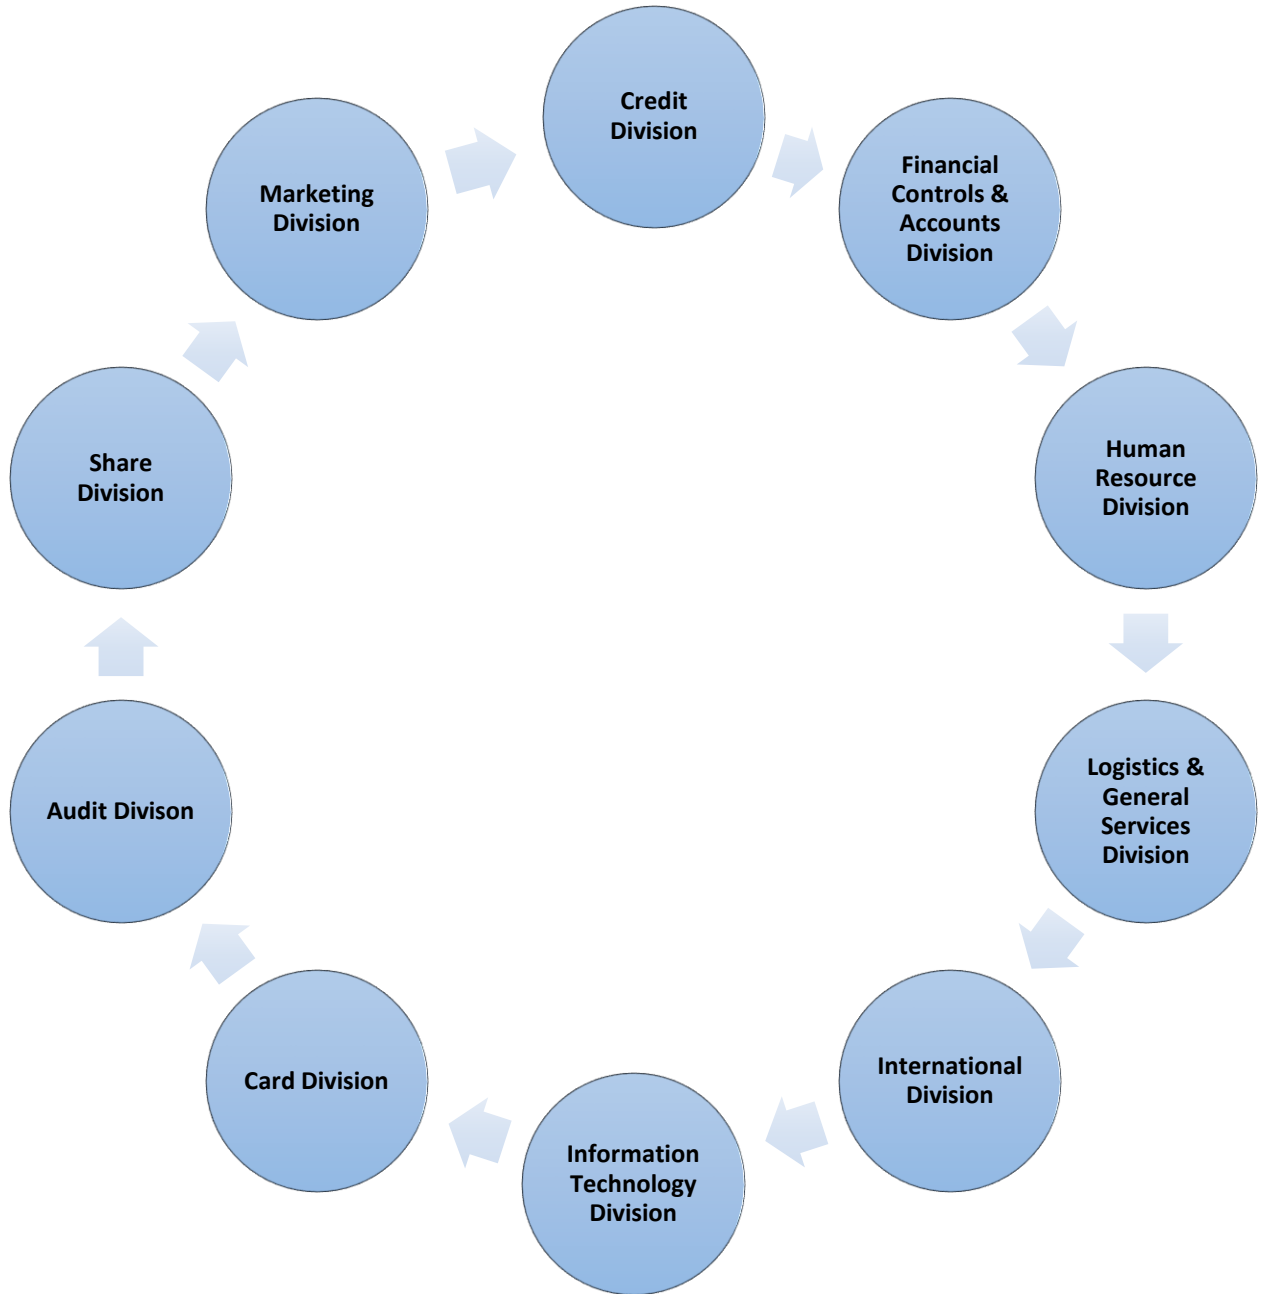 Credit
Division
Financial
Controls &
Accounts
Division
Human
Resource
Division
Logistics &
General
Services
Division
International
Division
Information
Technology
Division
Card Division
Audit Divison
Share
Division
Marketing
Division